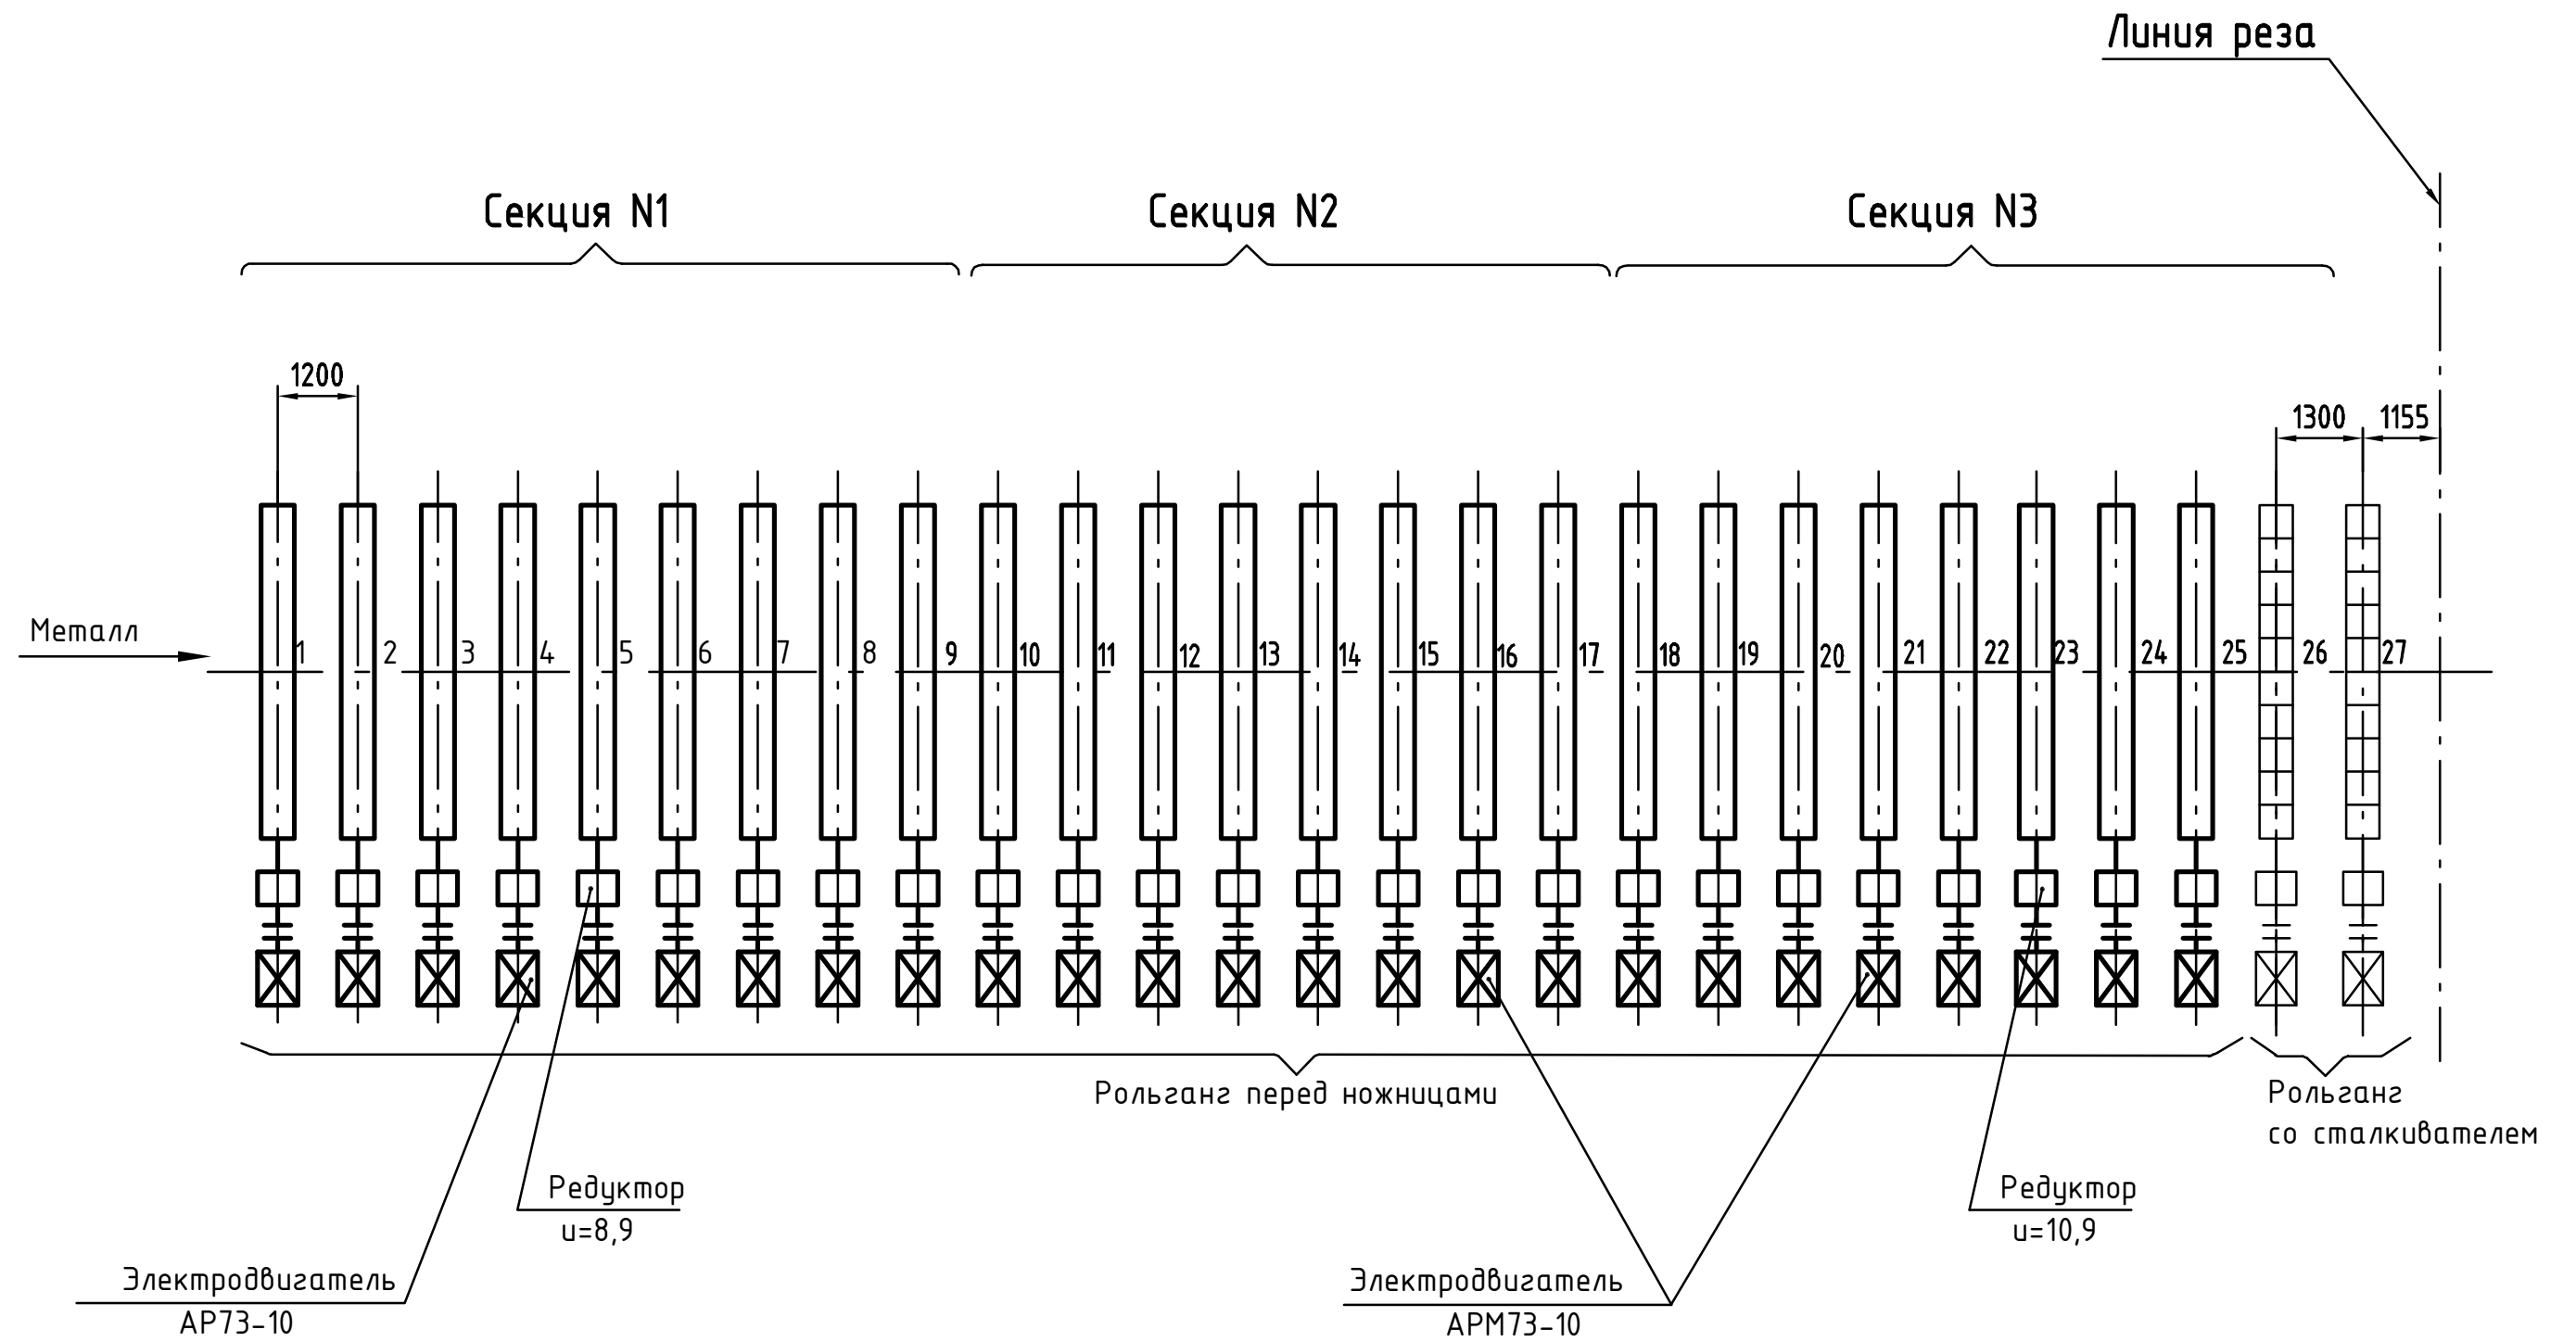 Линия реза
Секция N1
Секция N2
Секция N3
1200
1300
1155
Металл
1 2 3 4 5 6 7 8 9 10 11 12 13 14 15 16 17 18 19 20 21 22 23 24 25 26 27
Рольганг перед ножницами
Рольганг
со сталкивателем
Редуктор
u=8,9
Редуктор
u=10,9
Электродвигатель
АР73-10
Электродвигатель
АРМ73-10